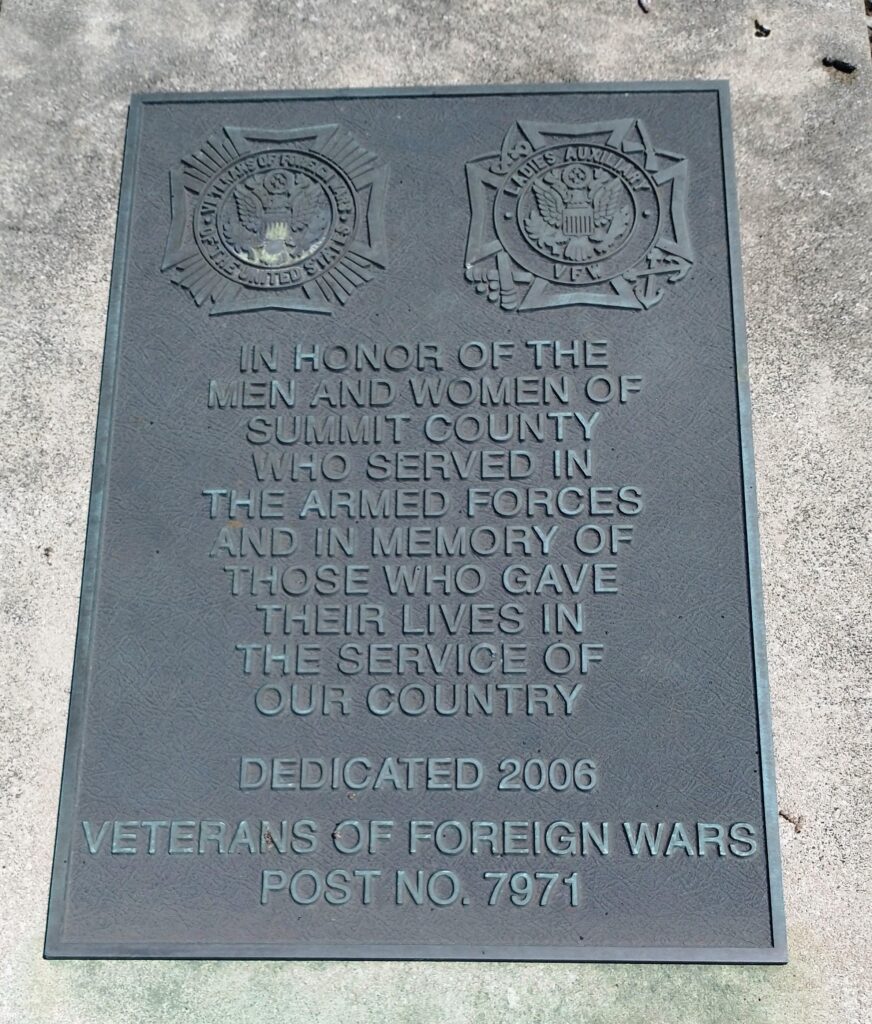 VETERANS OF FOREIGN WARS
OF THE UNITED STATES
LADIES AUXILIARY
VFW
IN HONOR OF THE
MEN AND WOMEN OF
SUMMIT COUNTY
WHO SERVED IN
THE ARMED FORCES
AND IN MEMORY OF
THOSE WHO GAVE
THEIR LIVES IN
THE SERVICE OF
OUR COUNTRY
DEDICATED 2006
VETERANS OF FOREIGN WARS
POST NO. 7971